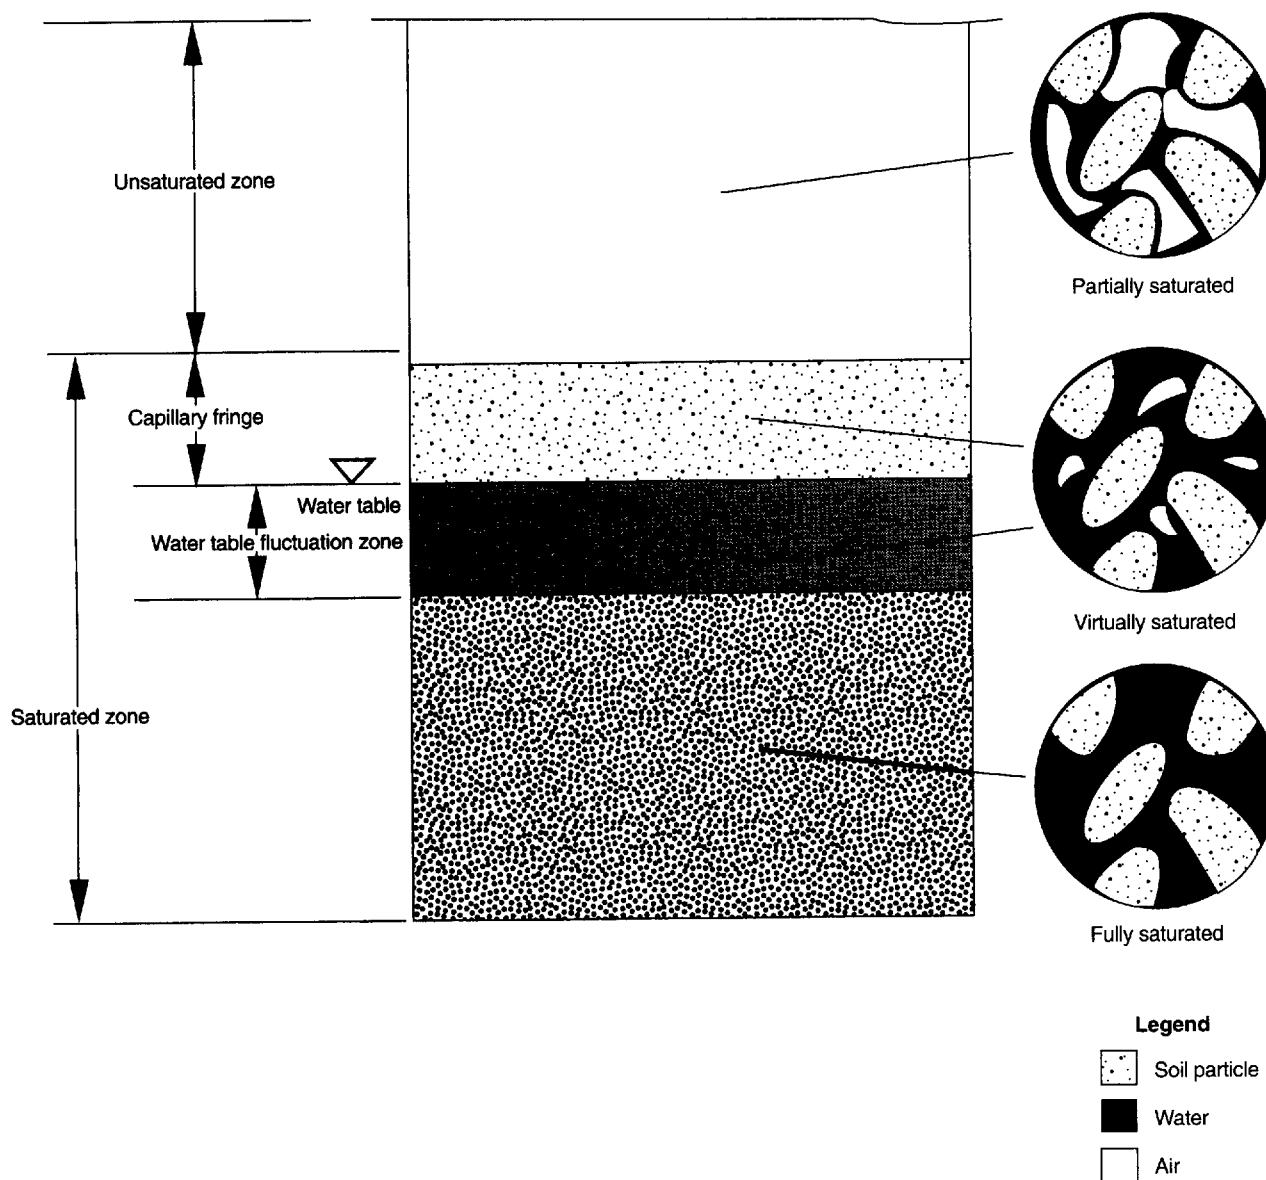 Unsaturated zone
Partially saturated
Capillary fringe
Water table
Water table fluctuation zone
Virtually saturated
Saturated zone
Fully saturated
Legend
Soil particle
Water
Air